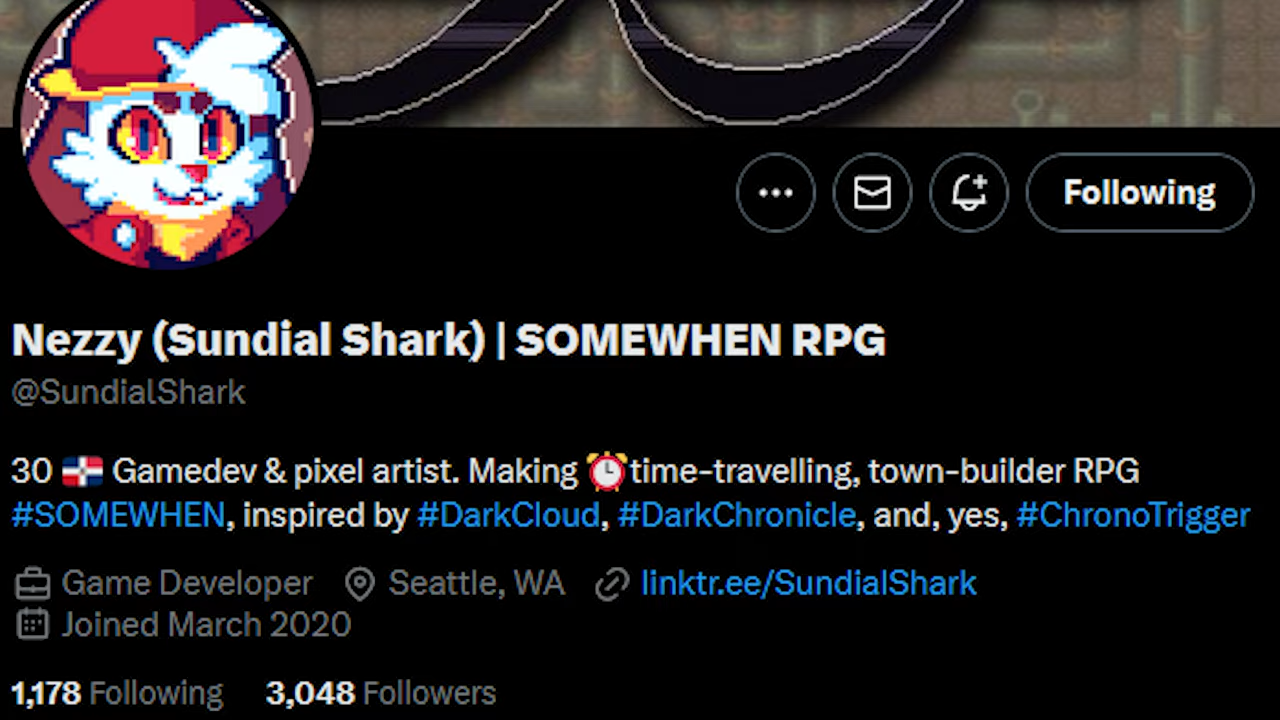 Following
Nezzy (Sundial Shark) | SOMEWHEN RPG
@SundialShark
30 🇩🇴 Gamedev & pixel artist. Making ⏰time-travelling, town-builder RPG
#SOMEWHEN, inspired by #DarkCloud, #DarkChronicle, and, yes, #ChronoTrigger
Game Developer Seattle, WA linktr.ee/SundialShark
Joined March 2020
1,178 Following 3,048 Followers